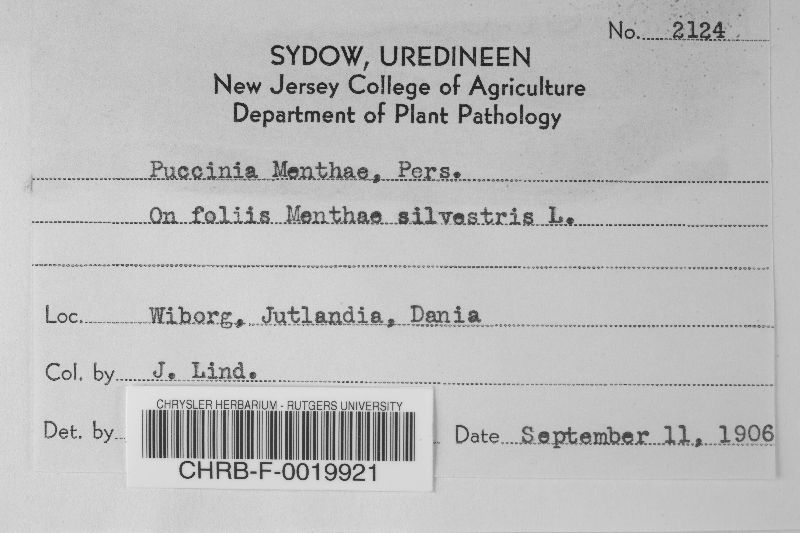 No. 2124
SYDOW, UREDINEEN
New Jersey College of Agriculture
Department of Plant Pathology
Puccinia Menthae, Pers.
On foliis Menthae silvestris L.
Loc. Wiborg, Jutlandia, Dania
Col. by J. Lind.
Det. by
Date September 11, 1906
CHRYSLER HERBARIUM - RUTGERS UNIVERSITY
CHRB-F-0019921